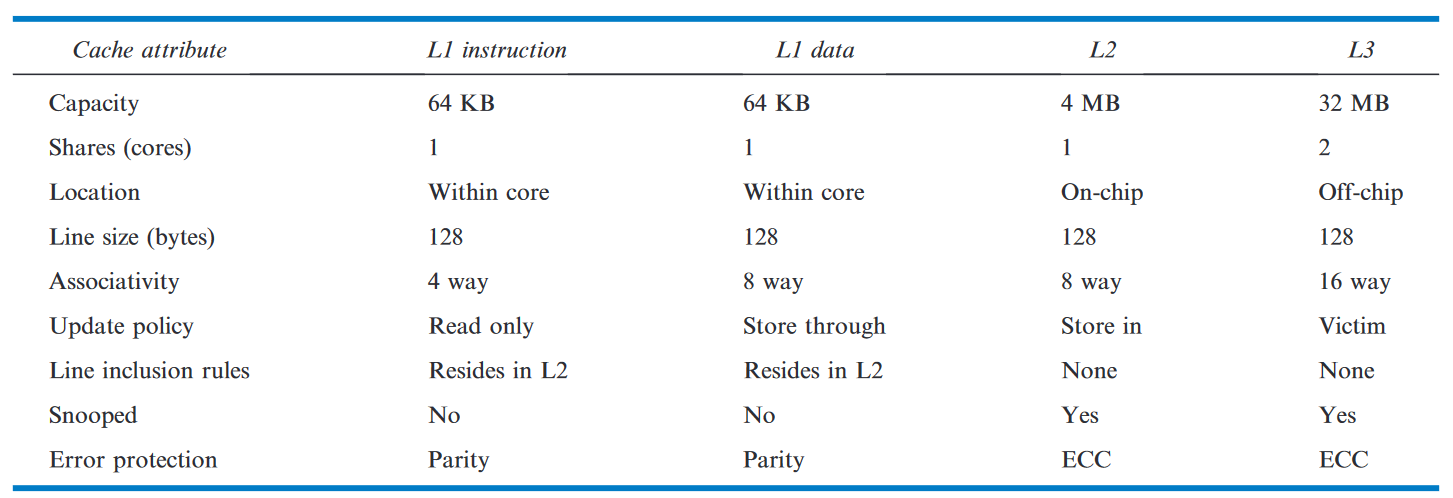 Cache attribute L1 instruction L1 data L2 L3
Capacity 64 KB 64 KB 4 MB 32 MB
Shares (cores) 1 1 1 2
Location Within core Within core On-chip Off-chip
Line size (bytes) 128 128 128 128
Associativity 4 way 8 way 8 way 16 way
Update policy Read only Store through Store in Victim
Line inclusion rules Resides in L2 Resides in L2 None None
Snooped No No Yes Yes
Error protection Parity Parity ECC ECC